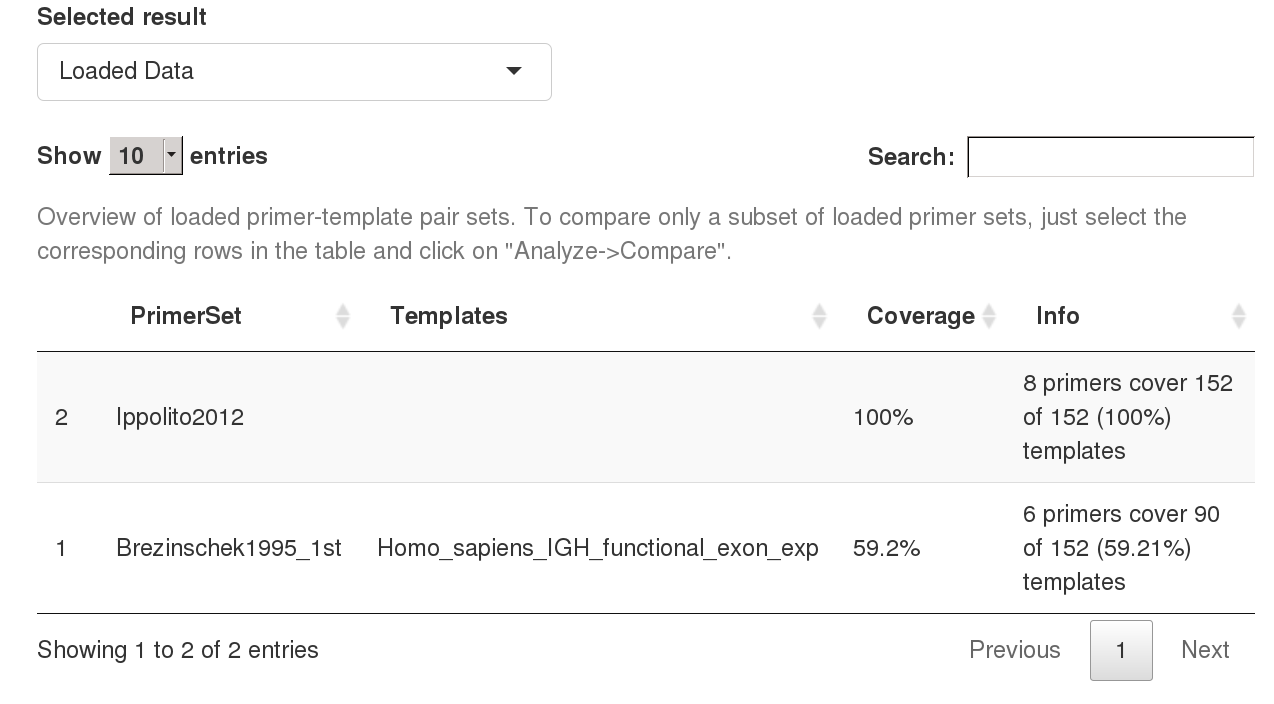 Selected result
Loaded Data
Show 10 entries
Search:
Overview of loaded primer-template pair sets. To compare only a subset of loaded primer sets, just select the
corresponding rows in the table and click on "Analyze->Compare".
PrimerSet Templates Coverage Info
2 Ippolito2012 100% 8 primers cover 152
of 152 (100%)
templates
1 Brezinschek1995_1st Homo_sapiens_IGH_functional_exon_exp 59.2% 6 primers cover 90
of 152 (59.21%)
templates
Showing 1 to 2 of 2 entries
Previous 1 Next